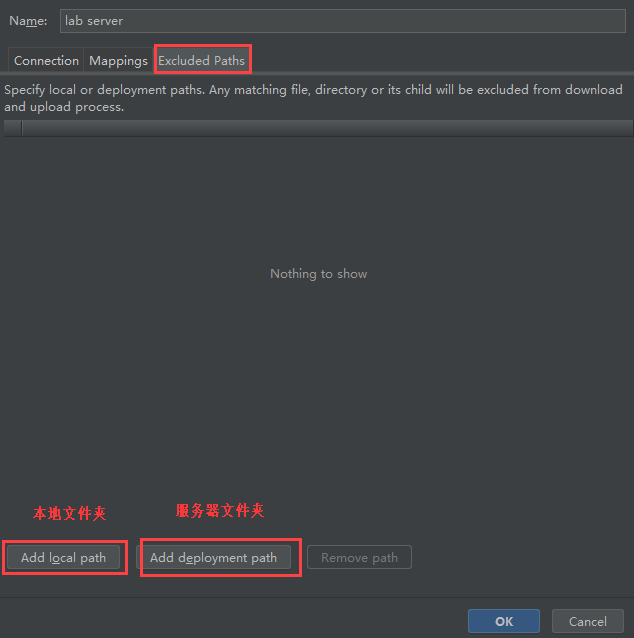 Name: lab server
Connection Mappings Excluded Paths
Specify local or deployment paths. Any matching file, directory or its child will be excluded from download
and upload process.
Nothing to show
本地文件夹 服务器文件夹
Add local path Add deployment path Remove path
OK Cancel